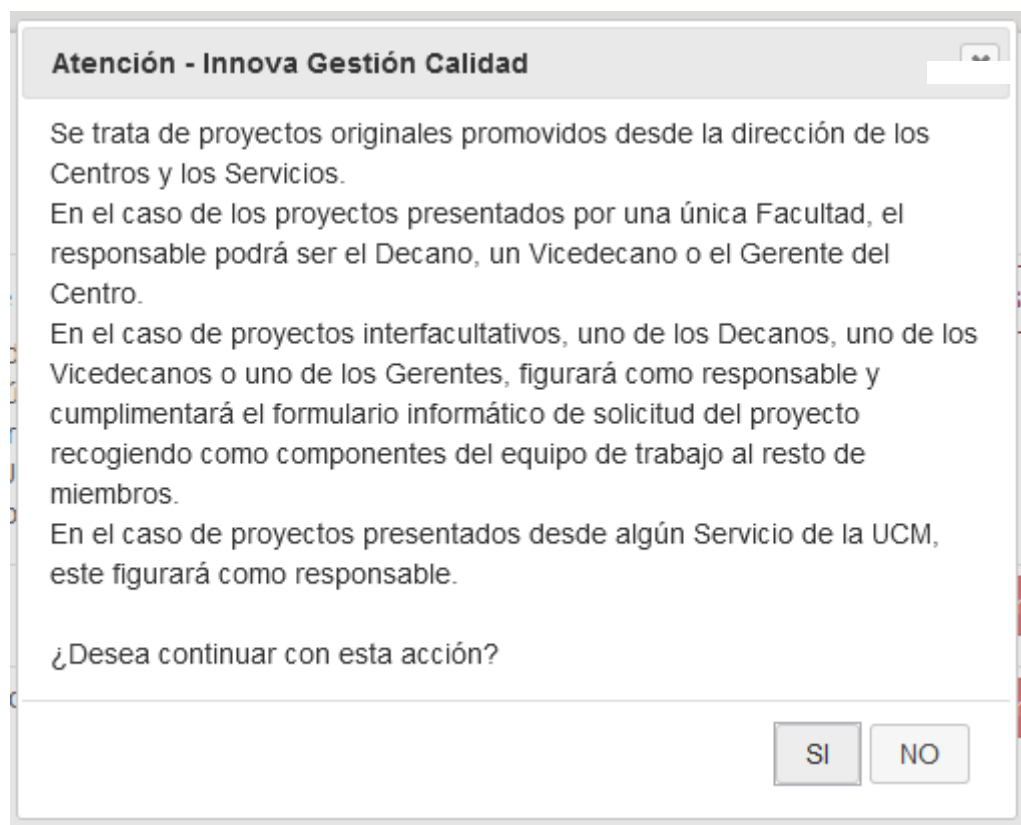 Atención - Innova Gestión Calidad
Se trata de proyectos originales promovidos desde la dirección de los
Centros y los Servicios.
En el caso de los proyectos presentados por una única Facultad, el
responsable podrá ser el Decano, un Vicedecano o el Gerente del
Centro.
En el caso de proyectos interfacultativos, uno de los Decanos, uno de los
Vicedecanos o uno de los Gerentes, figurará como responsable y
cumplimentará el formulario informático de solicitud del proyecto
recogiendo como componentes del equipo de trabajo al resto de
miembros.
En el caso de proyectos presentados desde algún Servicio de la UCM,
este figurará como responsable.
¿Desea continuar con esta acción?
SI NO